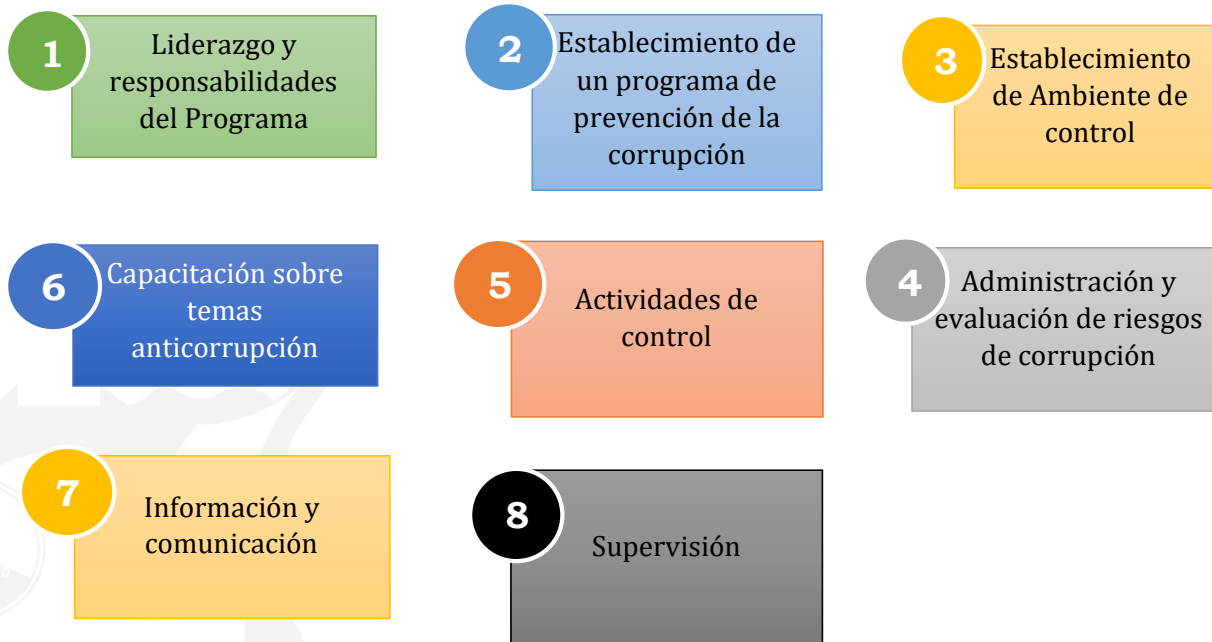 1
Liderazgo y
responsabilidades
del Programa
2
Establecimiento de
un programa de
prevención de la
corrupción
3
Establecimiento
de Ambiente de
control
6
Capacitación sobre
temas
anticorrupción
5
Actividades de
control
4
Administración y
evaluación de riesgos
de corrupción
7
Información y
comunicación
8
Supervisión